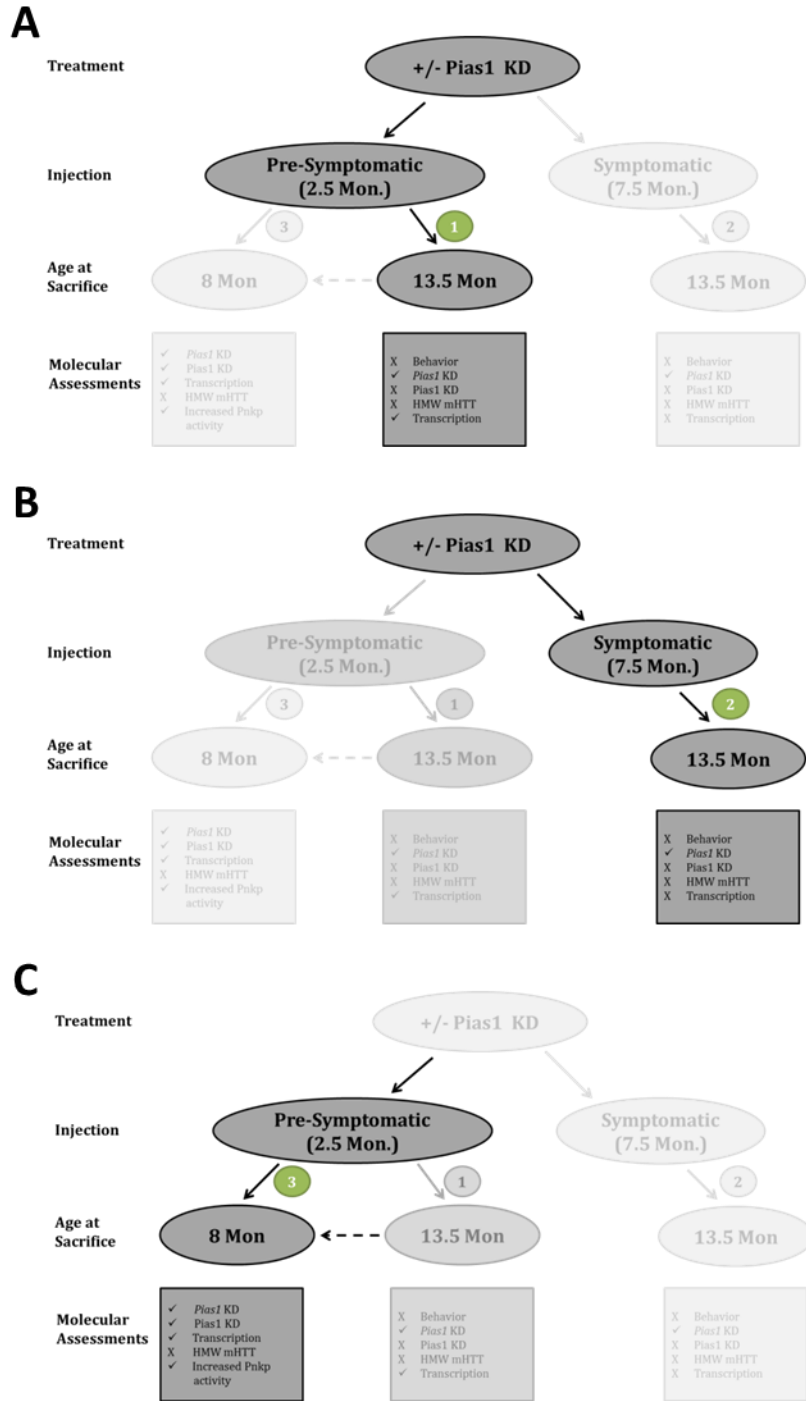 A
Treatment
+/- Pias1 KD
Injection
Pre-Symptomatic
(2.5 Mon.)
Symptomatic
(7.5 Mon.)
3
1
2
Age at
Sacrifice
8 Mon
13.5 Mon
13.5 Mon
Molecular
Assessments
✓ Pias1 KD
✓ Pias1 KD
✓ Transcription
X HMW mHTT
✓ Increased Pnkp
activity
X Behavior
✓ Pias1 KD
X Pias1 KD
X HMW mHTT
✓ Transcription
X Behavior
✓ Pias1 KD
X Pias1 KD
X HMW mHTT
X Transcription
B
Treatment
+/- Pias1 KD
Injection
Pre-Symptomatic
(2.5 Mon.)
Symptomatic
(7.5 Mon.)
3
1
2
Age at
Sacrifice
8 Mon
13.5 Mon
13.5 Mon
Molecular
Assessments
✓ Pias1 KD
✓ Pias1 KD
✓ Transcription
X HMW mHTT
✓ Increased Pnkp
activity
X Behavior
✓ Pias1 KD
X Pias1 KD
X HMW mHTT
✓ Transcription
X Behavior
✓ Pias1 KD
X Pias1 KD
X HMW mHTT
X Transcription
C
Treatment
+/- Pias1 KD
Injection
Pre-Symptomatic
(2.5 Mon.)
Symptomatic
(7.5 Mon.)
3
1
2
Age at
Sacrifice
8 Mon
13.5 Mon
13.5 Mon
Molecular
Assessments
✓ Pias1 KD
✓ Pias1 KD
✓ Transcription
X HMW mHTT
✓ Increased Pnkp
activity
X Behavior
✓ Pias1 KD
X Pias1 KD
X HMW mHTT
✓ Transcription
X Behavior
✓ Pias1 KD
X Pias1 KD
X HMW mHTT
X Transcription